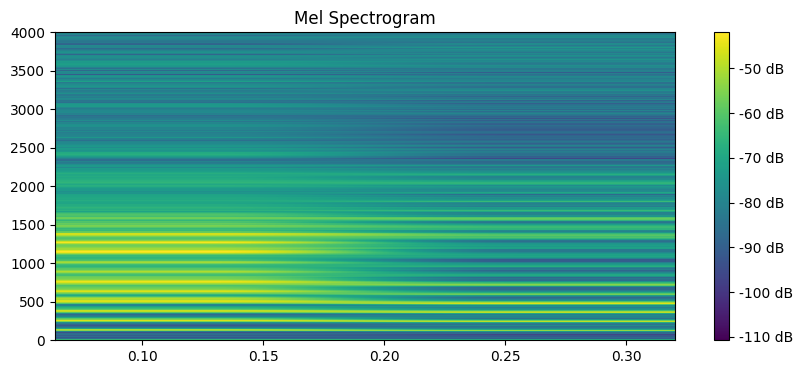 Mel Spectrogram
4000
3500
3000
2500
2000
1500
1000
500
0
0.10 0.15 0.20 0.25 0.30
-50 dB
-60 dB
-70 dB
-80 dB
-90 dB
-100 dB
-110 dB